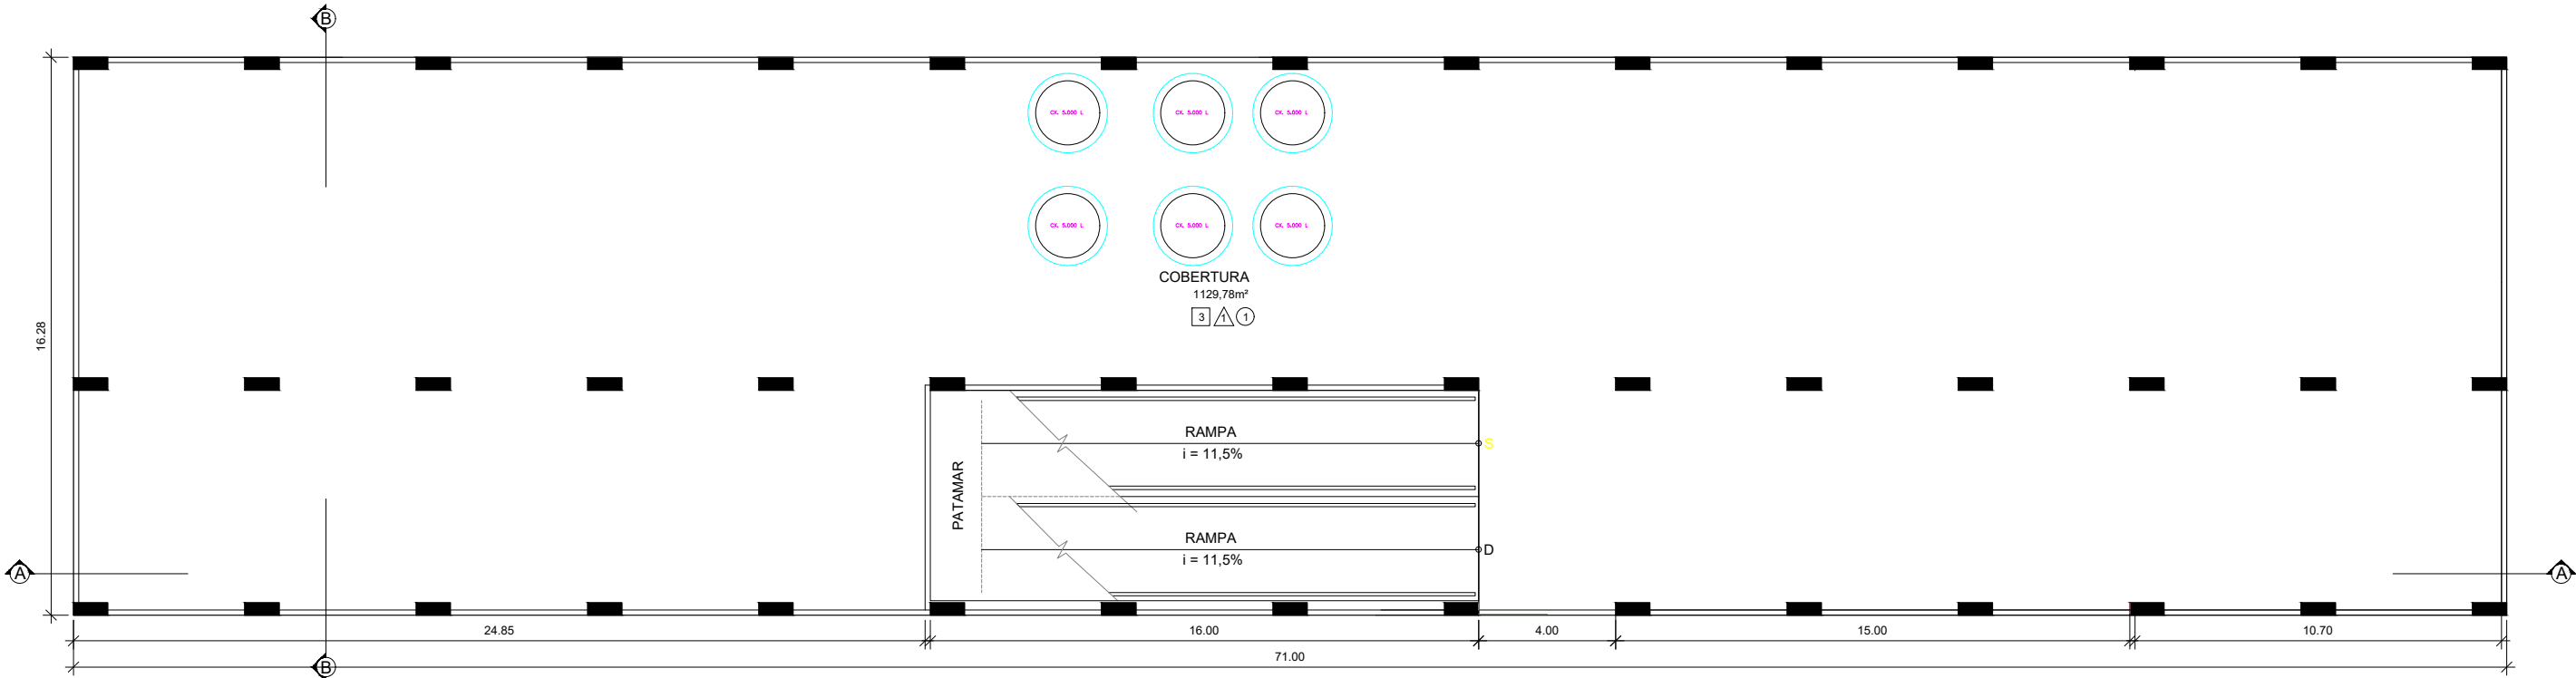 B
CX. 5.000 L
CX. 5.000 L
CX. 5.000 L
CX. 5.000 L
CX. 5.000 L
CX. 5.000 L
COBERTURA
1129,78m²
3 1 1
16.28
RAMPA
i = 11,5%
S
PATAMAR
RAMPA
i = 11,5%
D
A
A
24.85
16.00
4.00
15.00
10.70
71.00
B